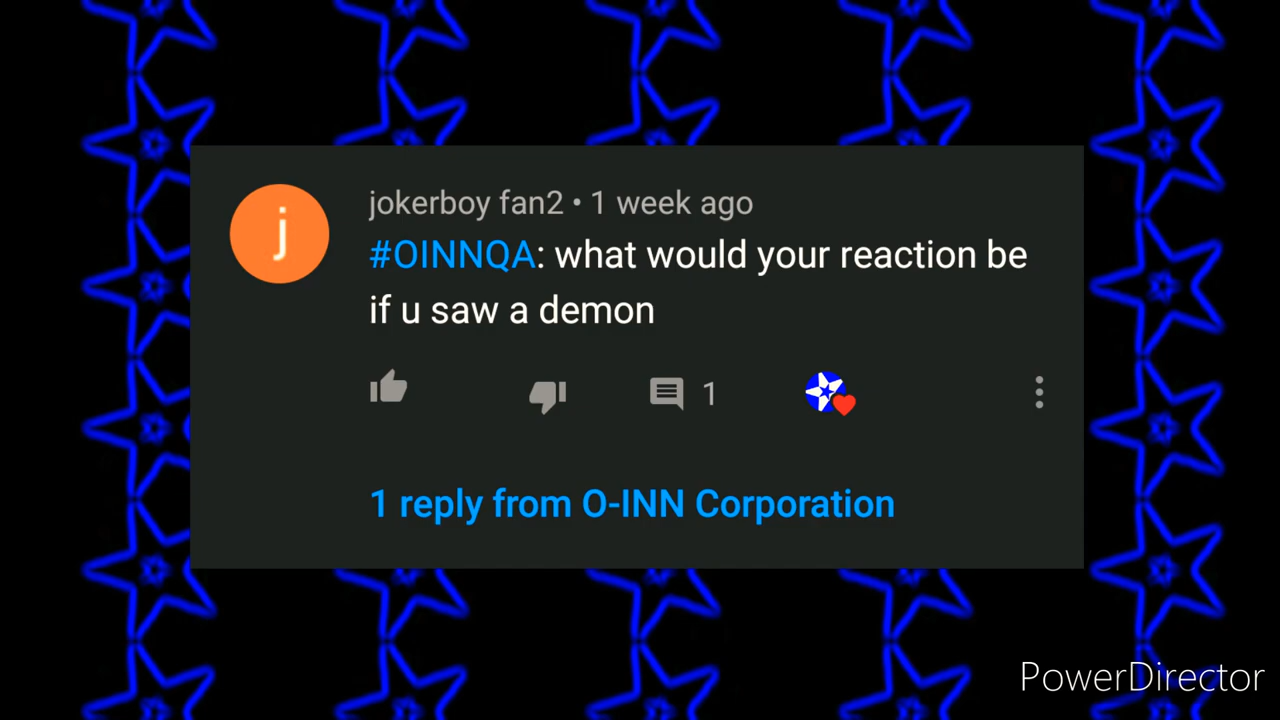 j
jokerboy fan2 • 1 week ago
#OINNQA: what would your reaction be
if u saw a demon
1
1 reply from O-INN Corporation
PowerDirector